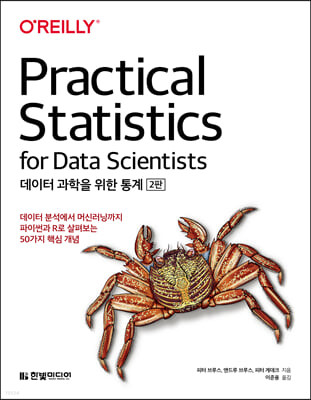 O'REILLY®
Practical
Statistics
for Data Scientists
데이터 과학을 위한 통계 2판
데이터 분석에서 머신러닝까지
파이썬과 R로 살펴보는
50가지 핵심 개념
한빛미디어
피터 브루스, 앤드루 브루스, 피터 게데크 지음
이준용 옮김